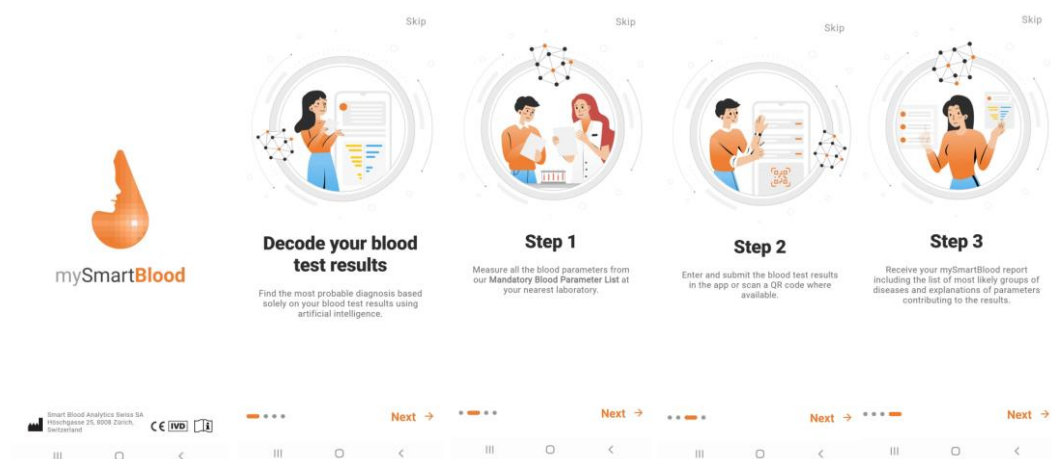 mySmartBlood
Smart Blood Analytics Swiss SA
Höschgasse 25, 8008 Zürich,
Switzerland
CE IVD
Skip
Decode your blood
test results
Find the most probable diagnosis based
solely on your blood test results using
artificial intelligence.
Next →
Skip
Step 1
Measure all the blood parameters from
our Mandatory Blood Parameter List at
your nearest laboratory.
Next →
Skip
Step 2
Enter and submit the blood test results
in the app or scan a QR code where
available.
Next →
Skip
Step 3
Receive your mySmartBlood report
including the list of most likely groups of
diseases and explanations of parameters
contributing to the results.
Next →